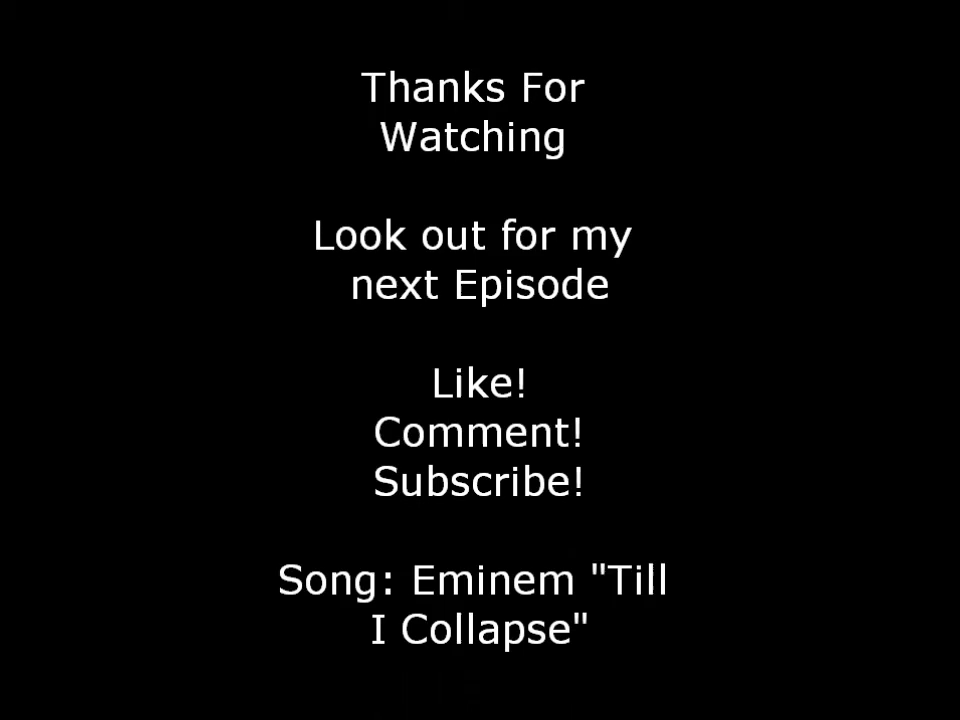 Thanks For
Watching
Look out for my
next Episode
Like!
Comment!
Subscribe!
Song: Eminem "Till
I Collapse"